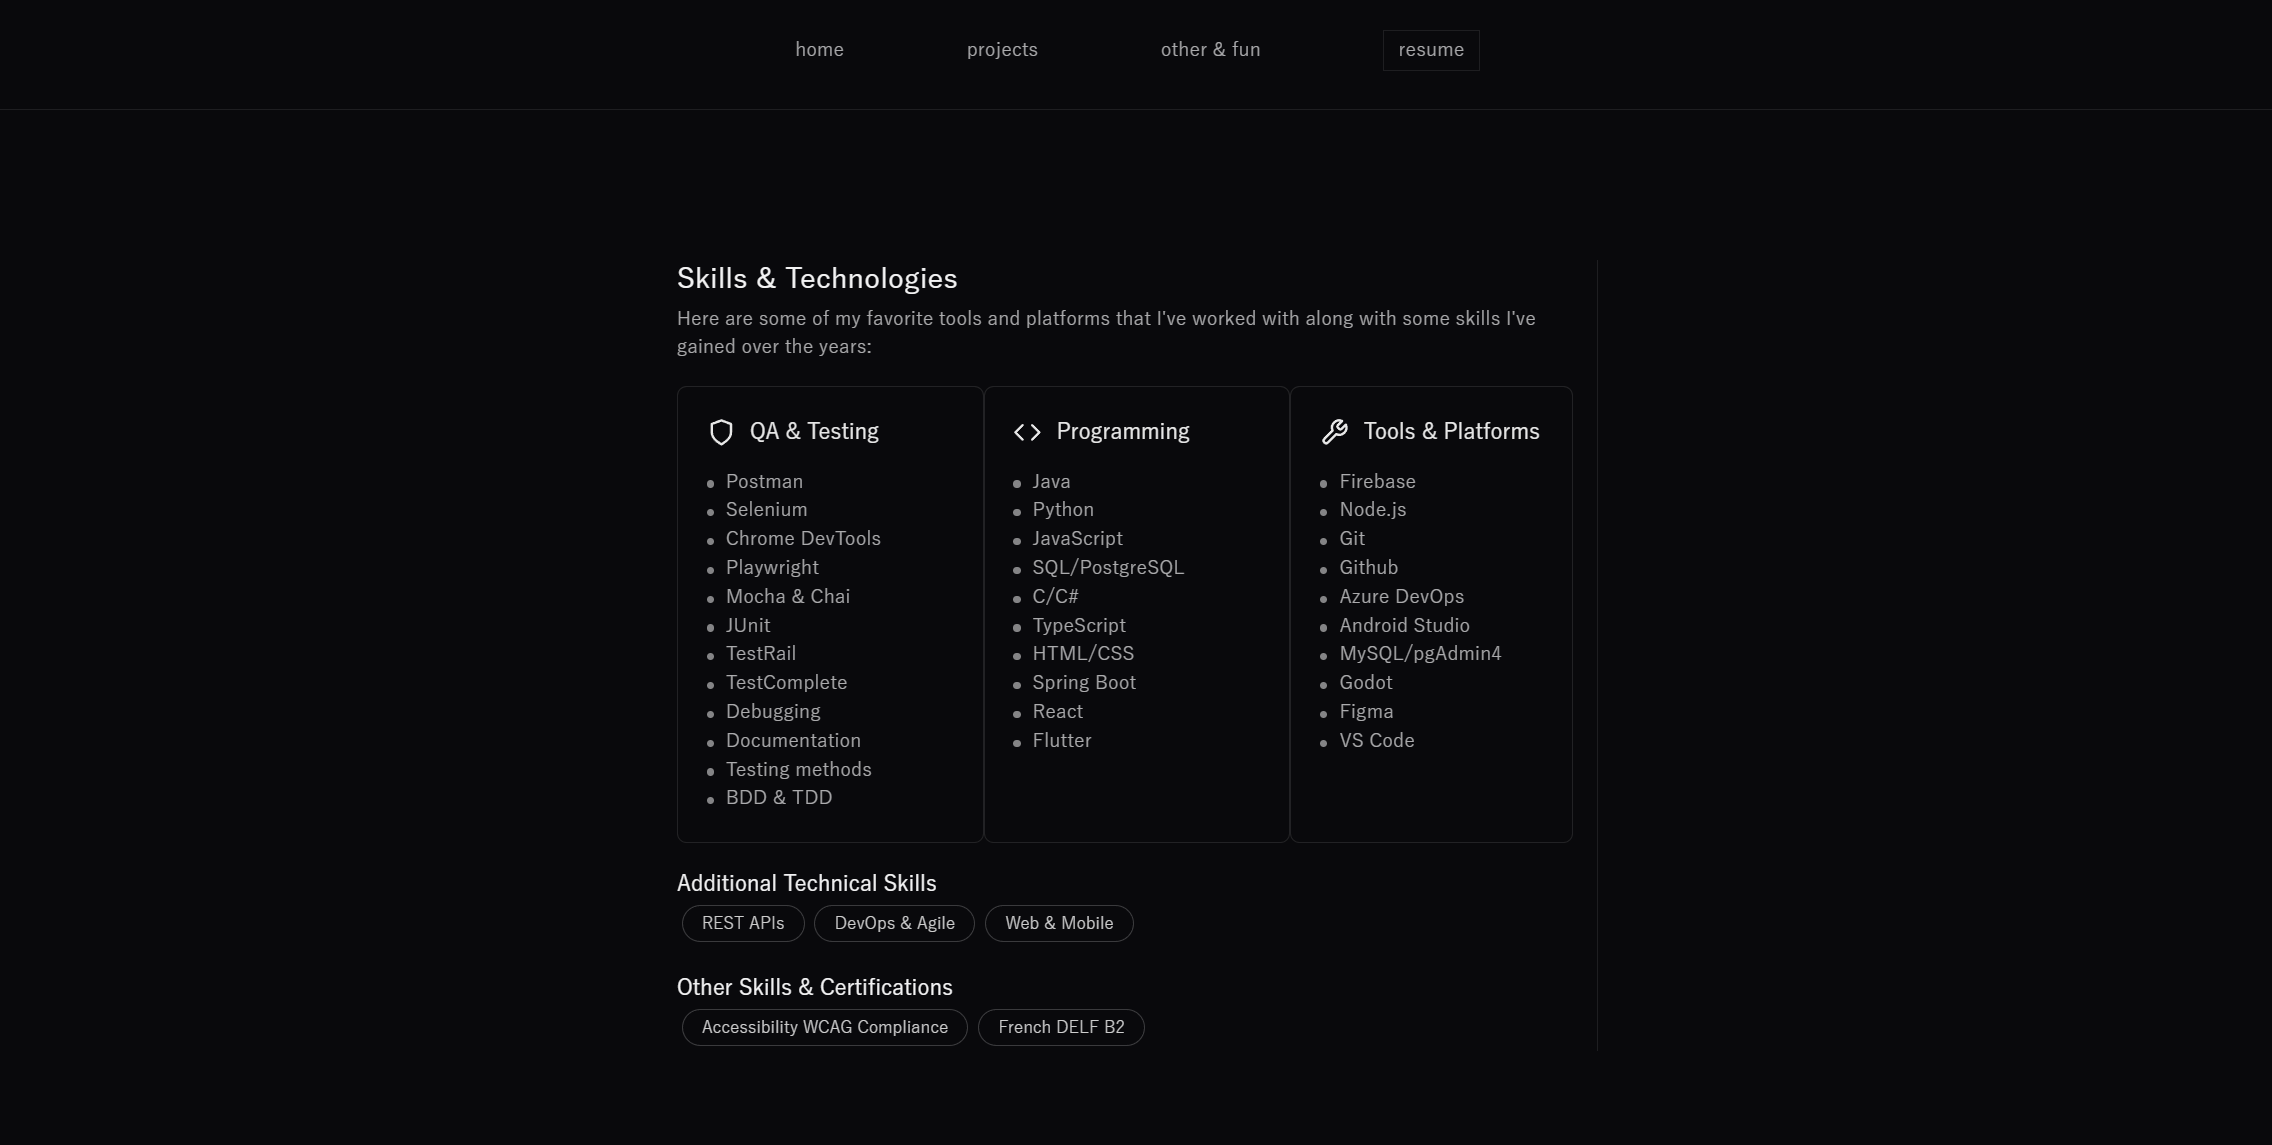 home
projects
other & fun
resume
Skills & Technologies
Here are some of my favorite tools and platforms that I've worked with along with some skills I've
gained over the years:
QA & Testing
Postman
Selenium
Chrome DevTools
Playwright
Mocha & Chai
JUnit
TestRail
TestComplete
Debugging
Documentation
Testing methods
BDD & TDD
Programming
Java
Python
JavaScript
SQL/PostgreSQL
C/C#
TypeScript
HTML/CSS
Spring Boot
React
Flutter
Tools & Platforms
Firebase
Node.js
Git
Github
Azure DevOps
Android Studio
MySQL/pgAdmin4
Godot
Figma
VS Code
Additional Technical Skills
REST APIs
DevOps & Agile
Web & Mobile
Other Skills & Certifications
Accessibility WCAG Compliance
French DELF B2